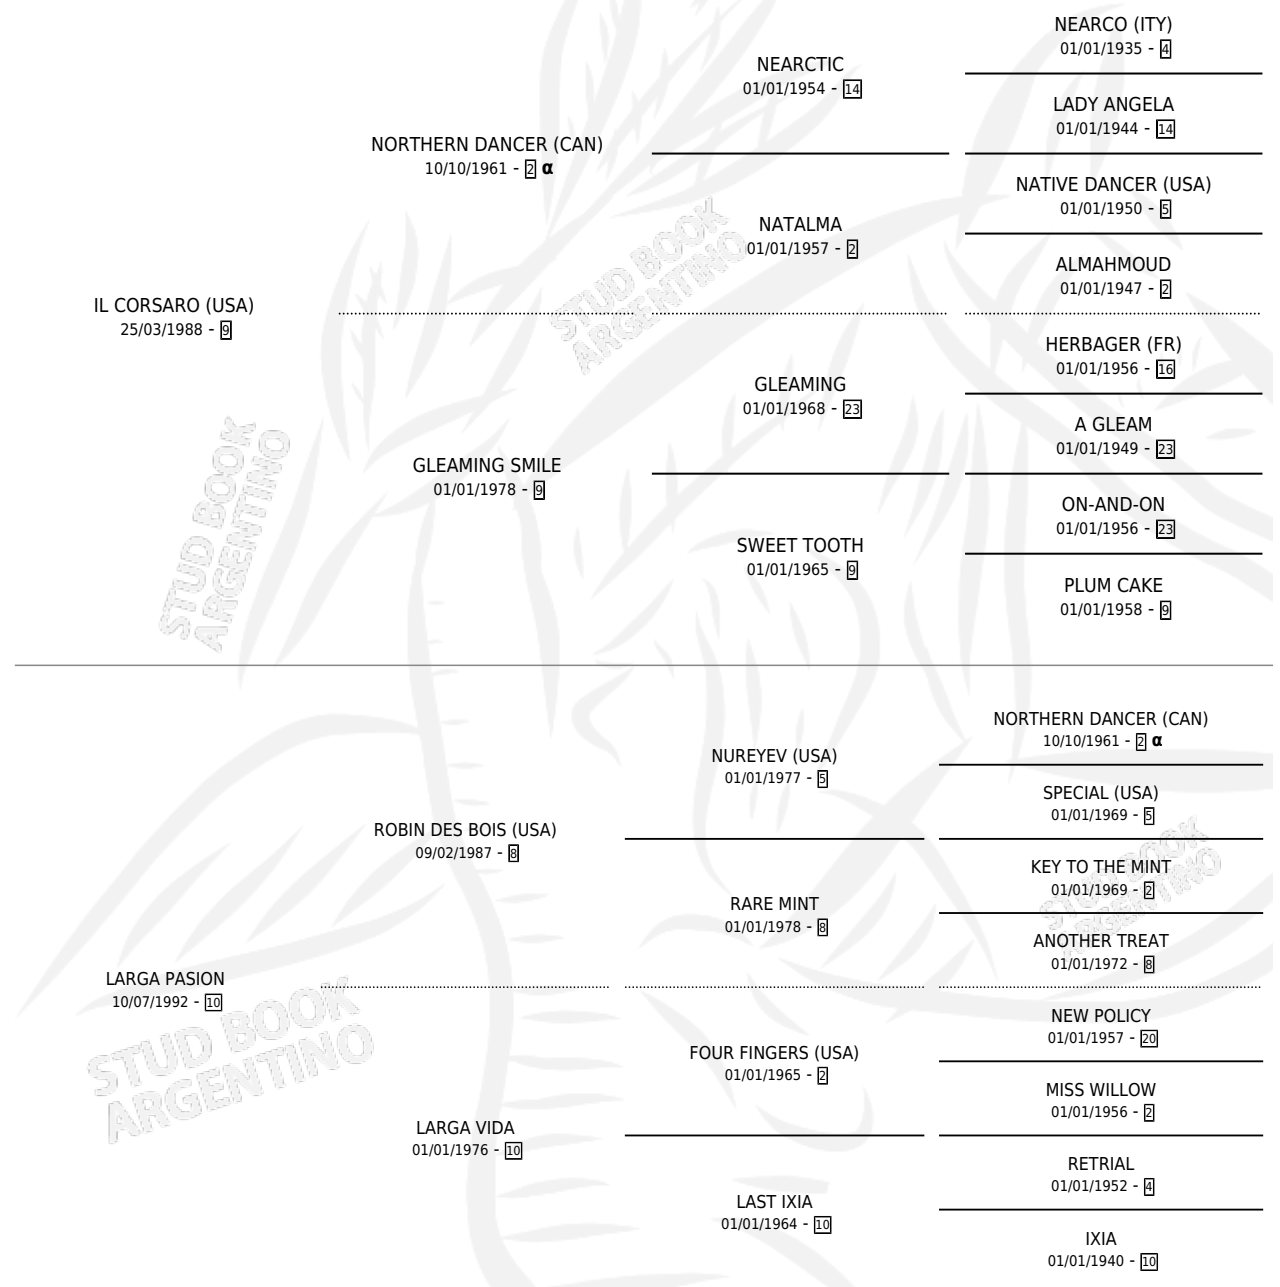 NEARCO (ITY)
01/01/1935 - 4
NEARCTIC
01/01/1954 - 14
LADY ANGELA
01/01/1944 - 14
NORTHERN DANCER (CAN)
10/10/1961 - 2 α
NATIVE DANCER (USA)
01/01/1950 - 5
NATALMA
01/01/1957 - 2
ALMAHMOUD
01/01/1947 - 2
IL CORSARO (USA)
25/03/1988 - 9
HERBAGER (FR)
01/01/1956 - 16
GLEAMING
01/01/1968 - 23
A GLEAM
01/01/1949 - 23
GLEAMING SMILE
01/01/1978 - 9
ON-AND-ON
01/01/1956 - 23
SWEET TOOTH
01/01/1965 - 9
PLUM CAKE
01/01/1958 - 9
NORTHERN DANCER (CAN)
10/10/1961 - 2 α
NUREYEV (USA)
01/01/1977 - 5
SPECIAL (USA)
01/01/1969 - 5
ROBIN DES BOIS (USA)
09/02/1987 - 8
KEY TO THE MINT
01/01/1969 - 2
RARE MINT
01/01/1978 - 8
ANOTHER TREAT
01/01/1972 - 8
LARGA PASION
10/07/1992 - 10
NEW POLICY
01/01/1957 - 20
FOUR FINGERS (USA)
01/01/1965 - 2
MISS WILLOW
01/01/1956 - 2
LARGA VIDA
01/01/1976 - 10
RETRIAL
01/01/1952 - 4
LAST IXIA
01/01/1964 - 10
IXIA
01/01/1940 - 10
STUD BOOK
ARGENTINO
STUD BOOK
ARGENTINO
STUD BOOK
ARGENTINO
STUD BOOK
ARGENTINO